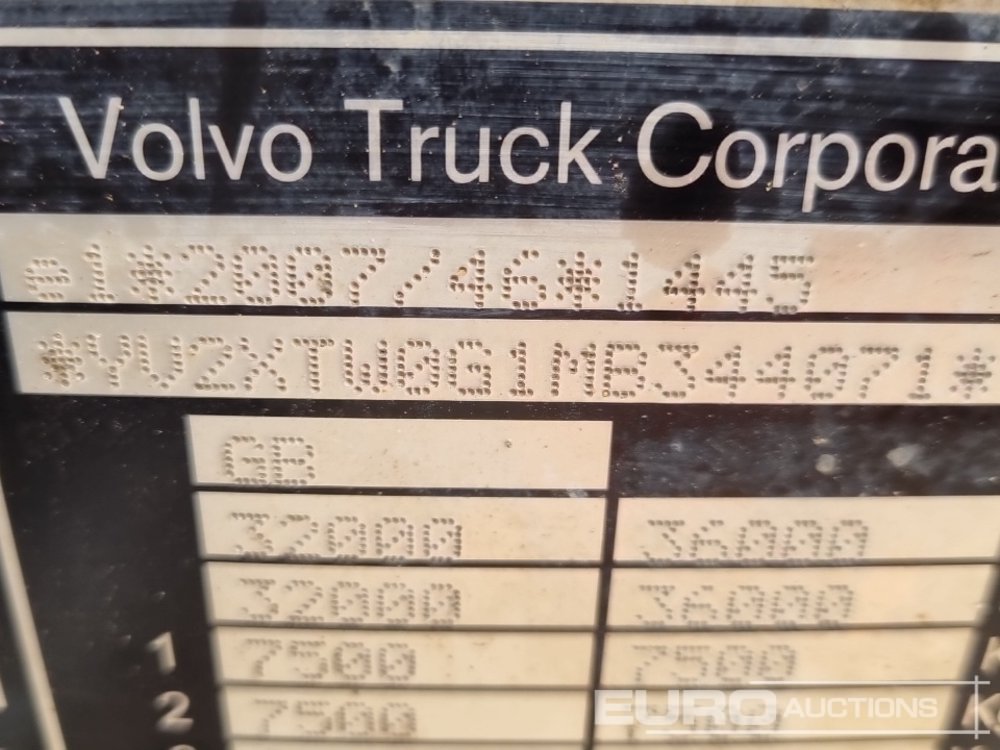 Volvo Truck Corpora
e1*2007/46*1445
*YV2XTW0G1MB344071*
GB
32000 36000
32000 36000
1 7500 7500 K
2 7500
EURO AUCTIONS